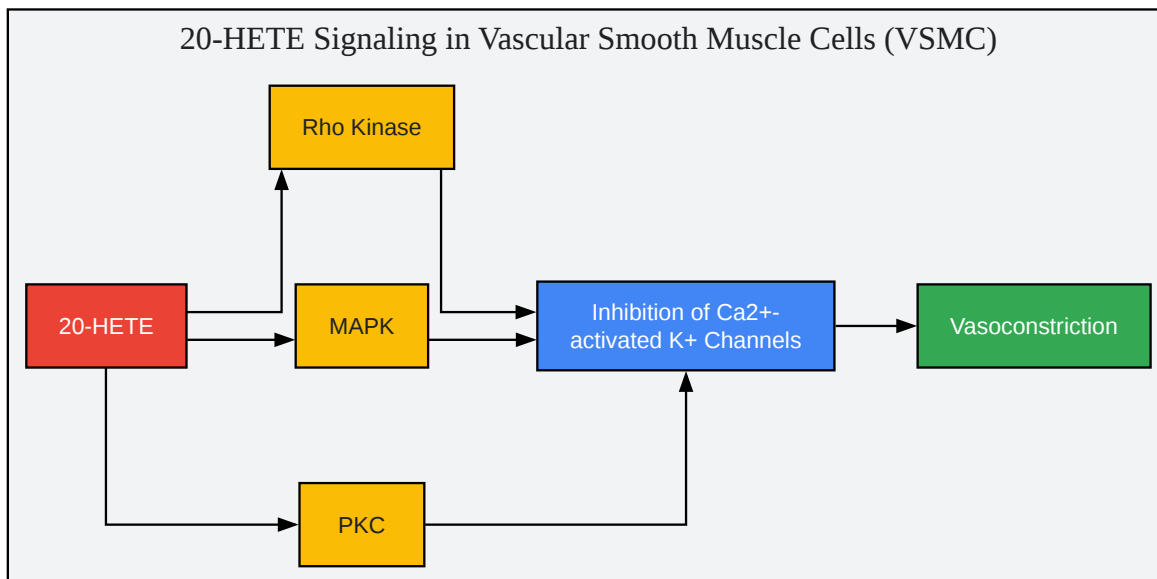 20-HETE Signaling in Vascular Smooth Muscle Cells (VSMC)
Rho Kinase
20-HETE
MAPK
Inhibition of Ca2+-
activated K+ Channels
Vasoconstriction
PKC